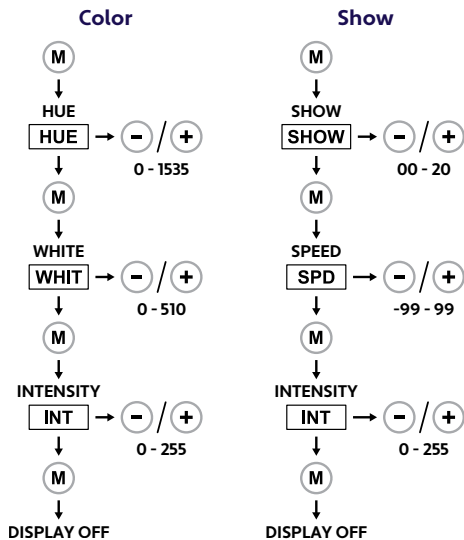 Color
M
HUE
HUE
- / +
0 - 1535
M
WHITE
WHIT
- / +
0 - 510
M
INTENSITY
INT
- / +
0 - 255
M
DISPLAY OFF
Show
M
SHOW
SHOW
- / +
00 - 20
M
SPEED
SPD
- / +
-99 - 99
M
INTENSITY
INT
- / +
0 - 255
M
DISPLAY OFF